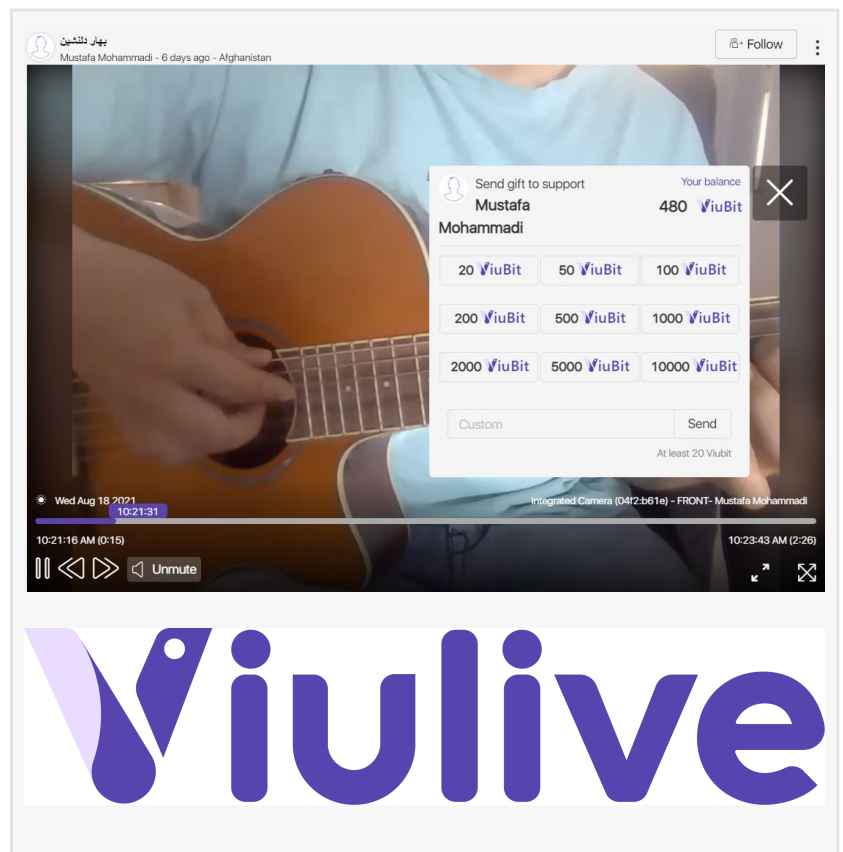 بهار دلنشین
Mustafa Mohammadi - 6 days ago - Afghanistan
Follow
Send gift to support
Mustafa
Mohammadi
Your balance
480 ViuBit
20 ViuBit 50 ViuBit 100 ViuBit
200 ViuBit 500 ViuBit 1000 ViuBit
2000 ViuBit 5000 ViuBit 10000 ViuBit
Custom Send
At least 20 Viubit
Wed Aug 18 2021 Integrated Camera (04f2:b61e) - FRONT- Mustafa Mohammadi
10:21:31
10:21:16 AM (0:15) 10:23:43 AM (2:26)
Unmute
Viulive